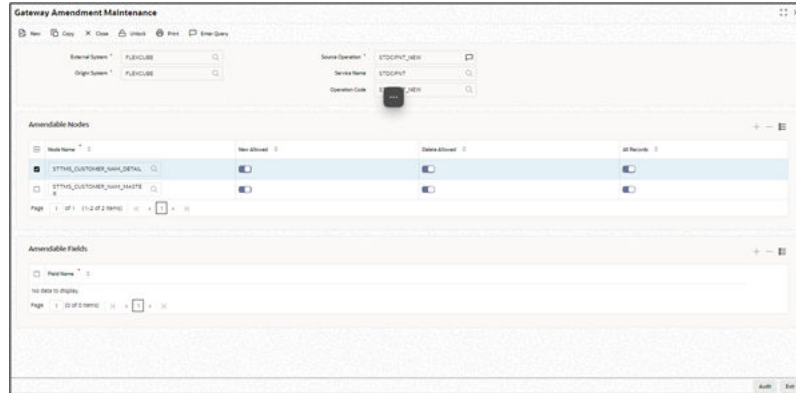 Gateway Amendment Maintenance
New Copy Close Unlock Print Enter Query
External System * FLEXCUBE Source Operation * STDCIFNT_NEW
Origin System * FLEXCUBE Service Name STDCIFNT
Operation Code _NEW
Amendable Nodes
Node Name * New Allowed Delete Allowed All Records
STTMS_CUSTOMER_NAM_DETAIL
STTMS_CUSTOMER_NAM_MASTE
R
Page 1 of 1 (1-2 of 2 items) 1
Amendable Fields
Field Name *
No data to display.
Page 1 (0 of 0 items) 1
Audit Exit